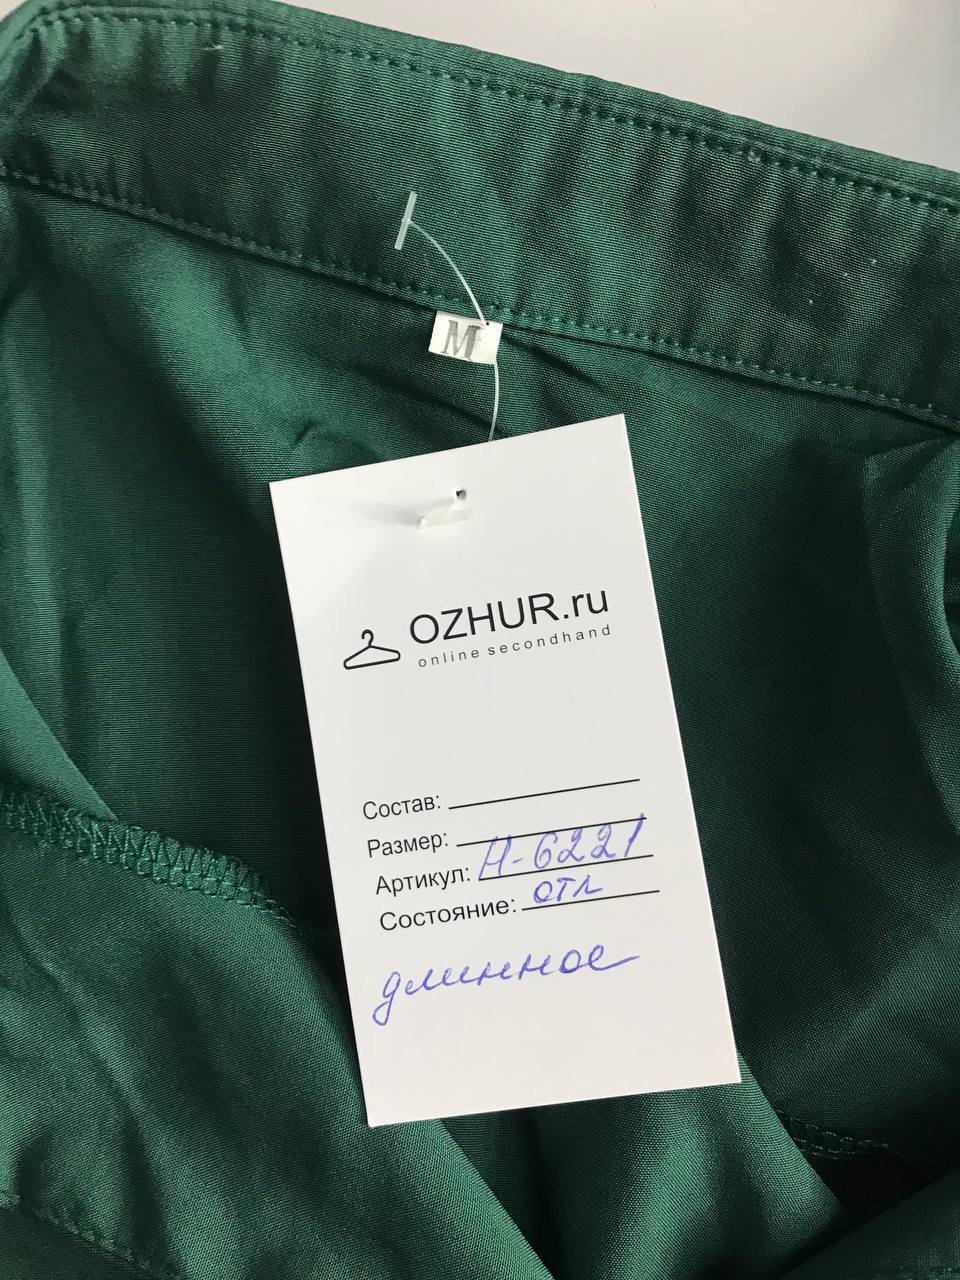 M
OZHUR.ru
online secondhand
Состав:
Размер:
Артикул: Н-6221
Состояние: отл
длинное